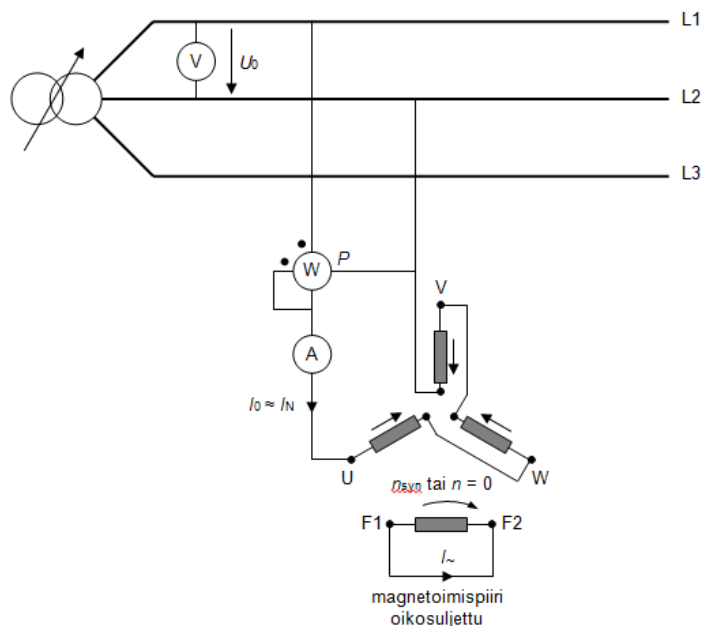 L1
V
U0
L2
L3
W
P
V
A
I0 ≈ IN
U
W
nsyn tai n = 0
F1
F2
I~
magnetoimispiiri
oikosuljettu